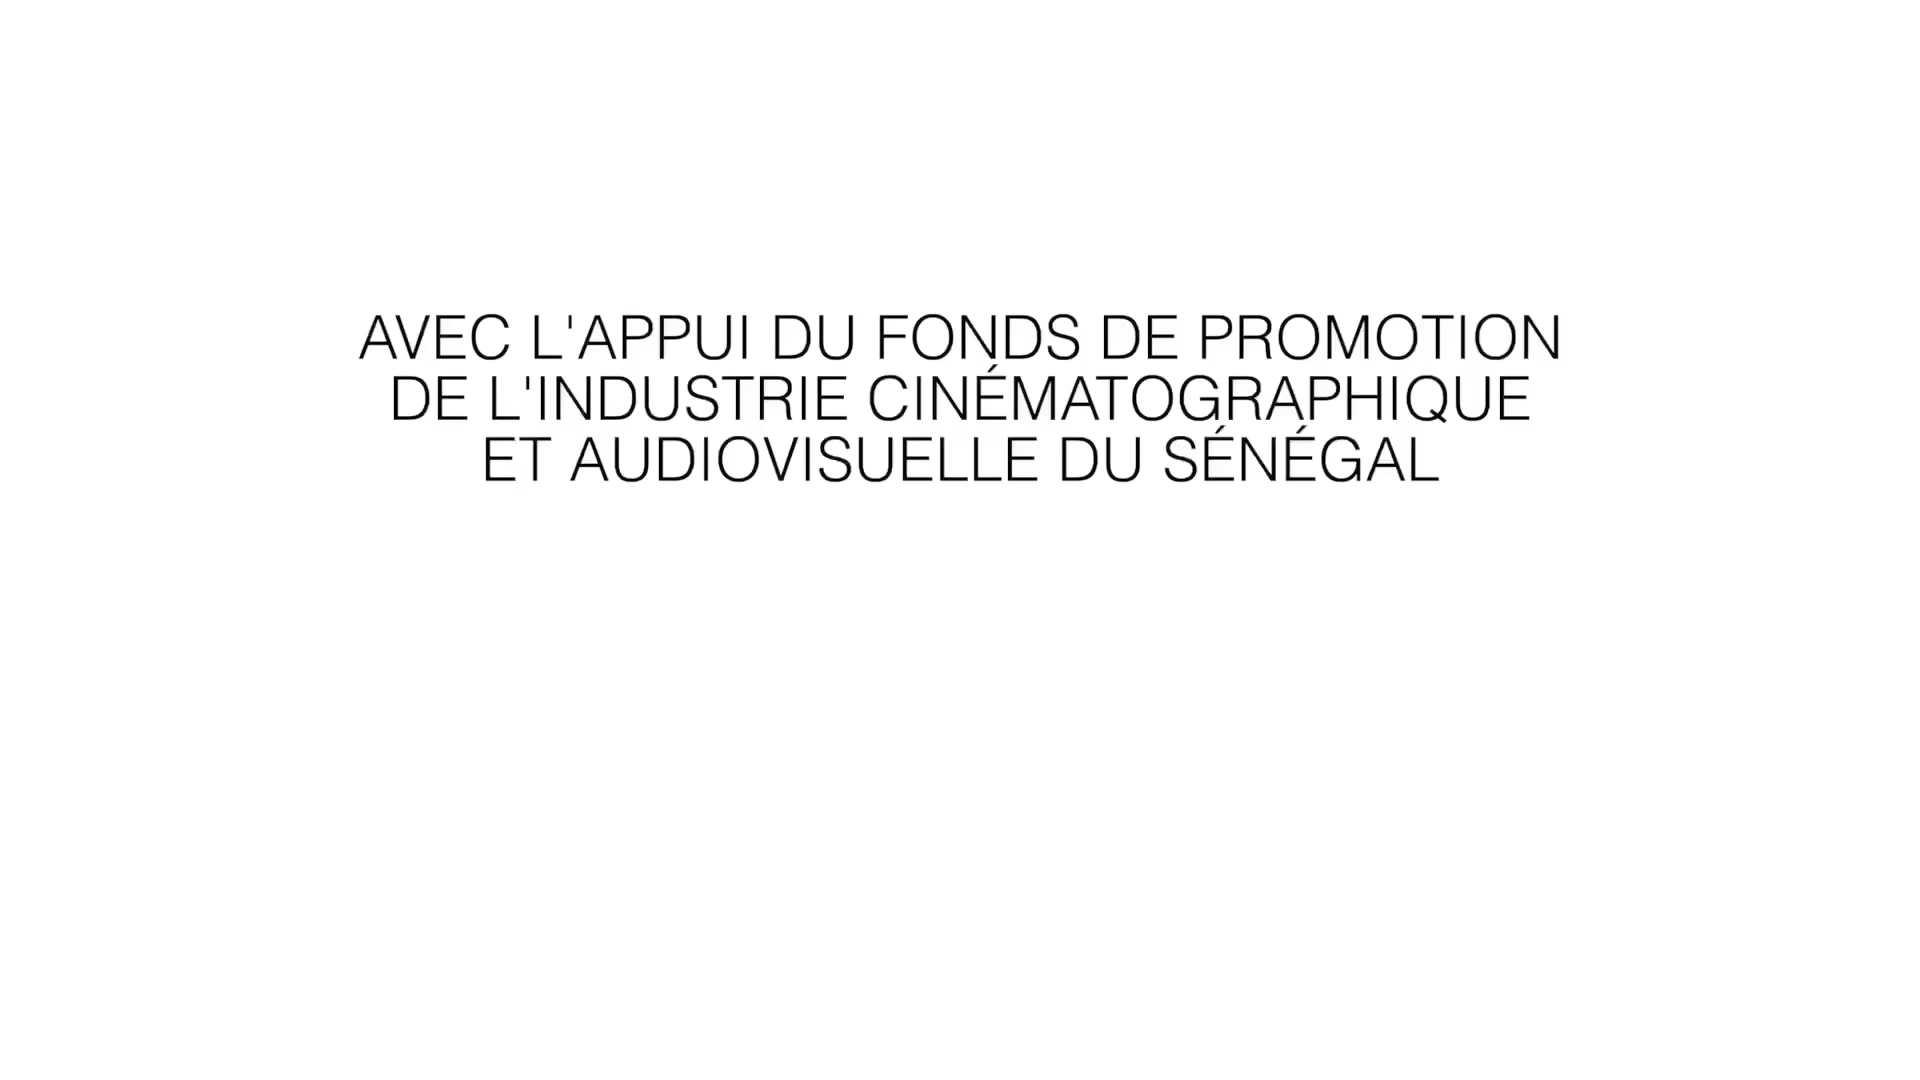 AVEC L'APPUI DU FONDS DE PROMOTION
DE L'INDUSTRIE CINÉMATOGRAPHIQUE
ET AUDIOVISUELLE DU SÉNÉGAL